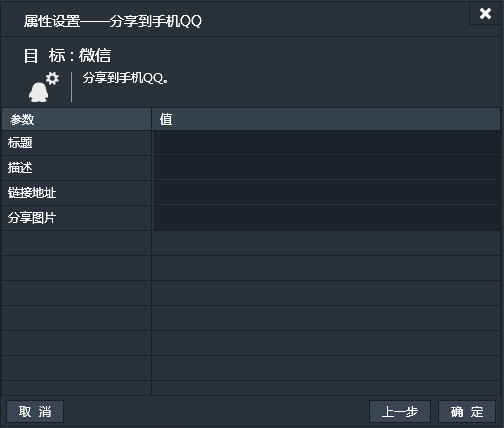 属性设置——分享到手机QQ
目 标：微信
分享到手机QQ。
参数 值
标题
描述
链接地址
分享图片
取 消 上一步 确 定